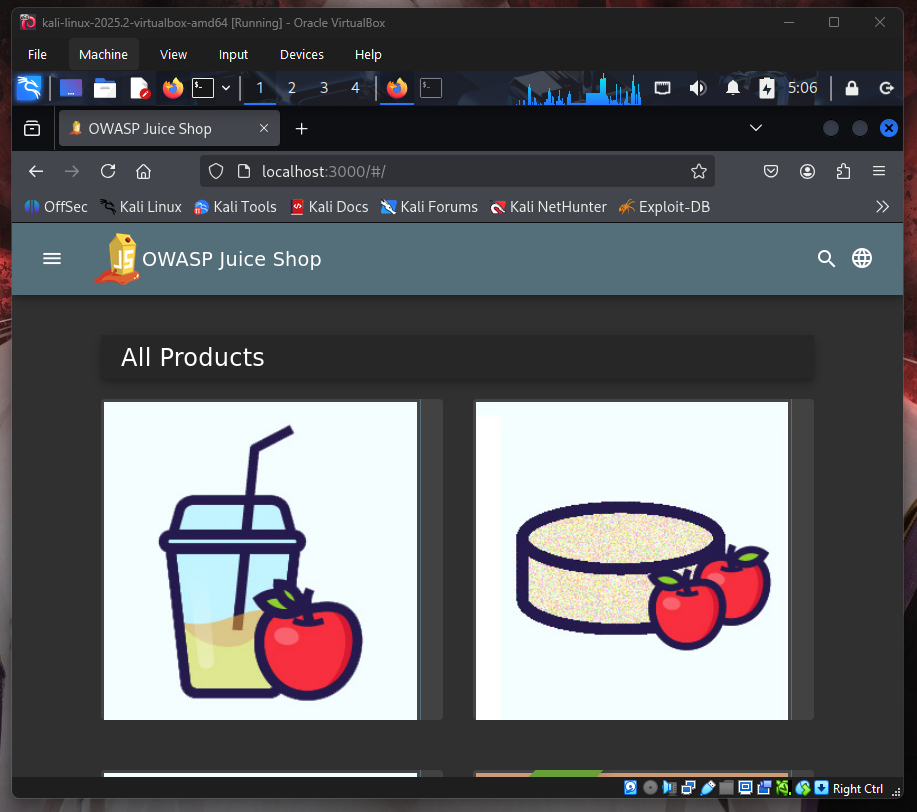 kali-linux-2025.2-virtualbox-amd64 [Running] - Oracle VirtualBox
File Machine View Input Devices Help
1 2 3 4 5:06
OWASP Juice Shop
localhost:3000/#/
OffSec Kali Linux Kali Tools Kali Docs Kali Forums Kali NetHunter Exploit-DB
JS OWASP Juice Shop
All Products
Right Ctrl